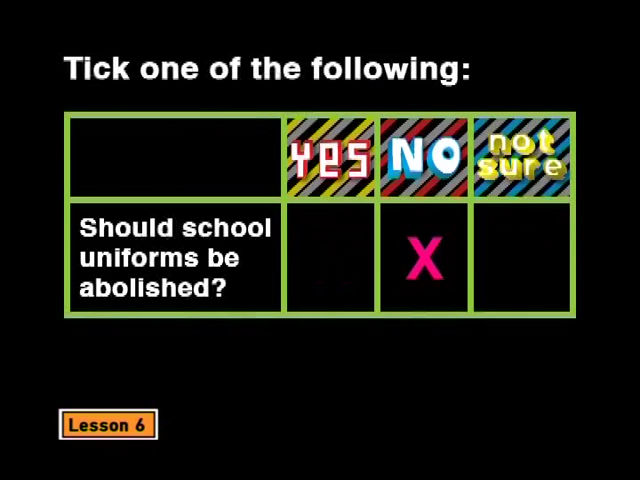 Tick one of the following:
YES NO not sure
Should school
uniforms be
abolished?
X
Lesson 6